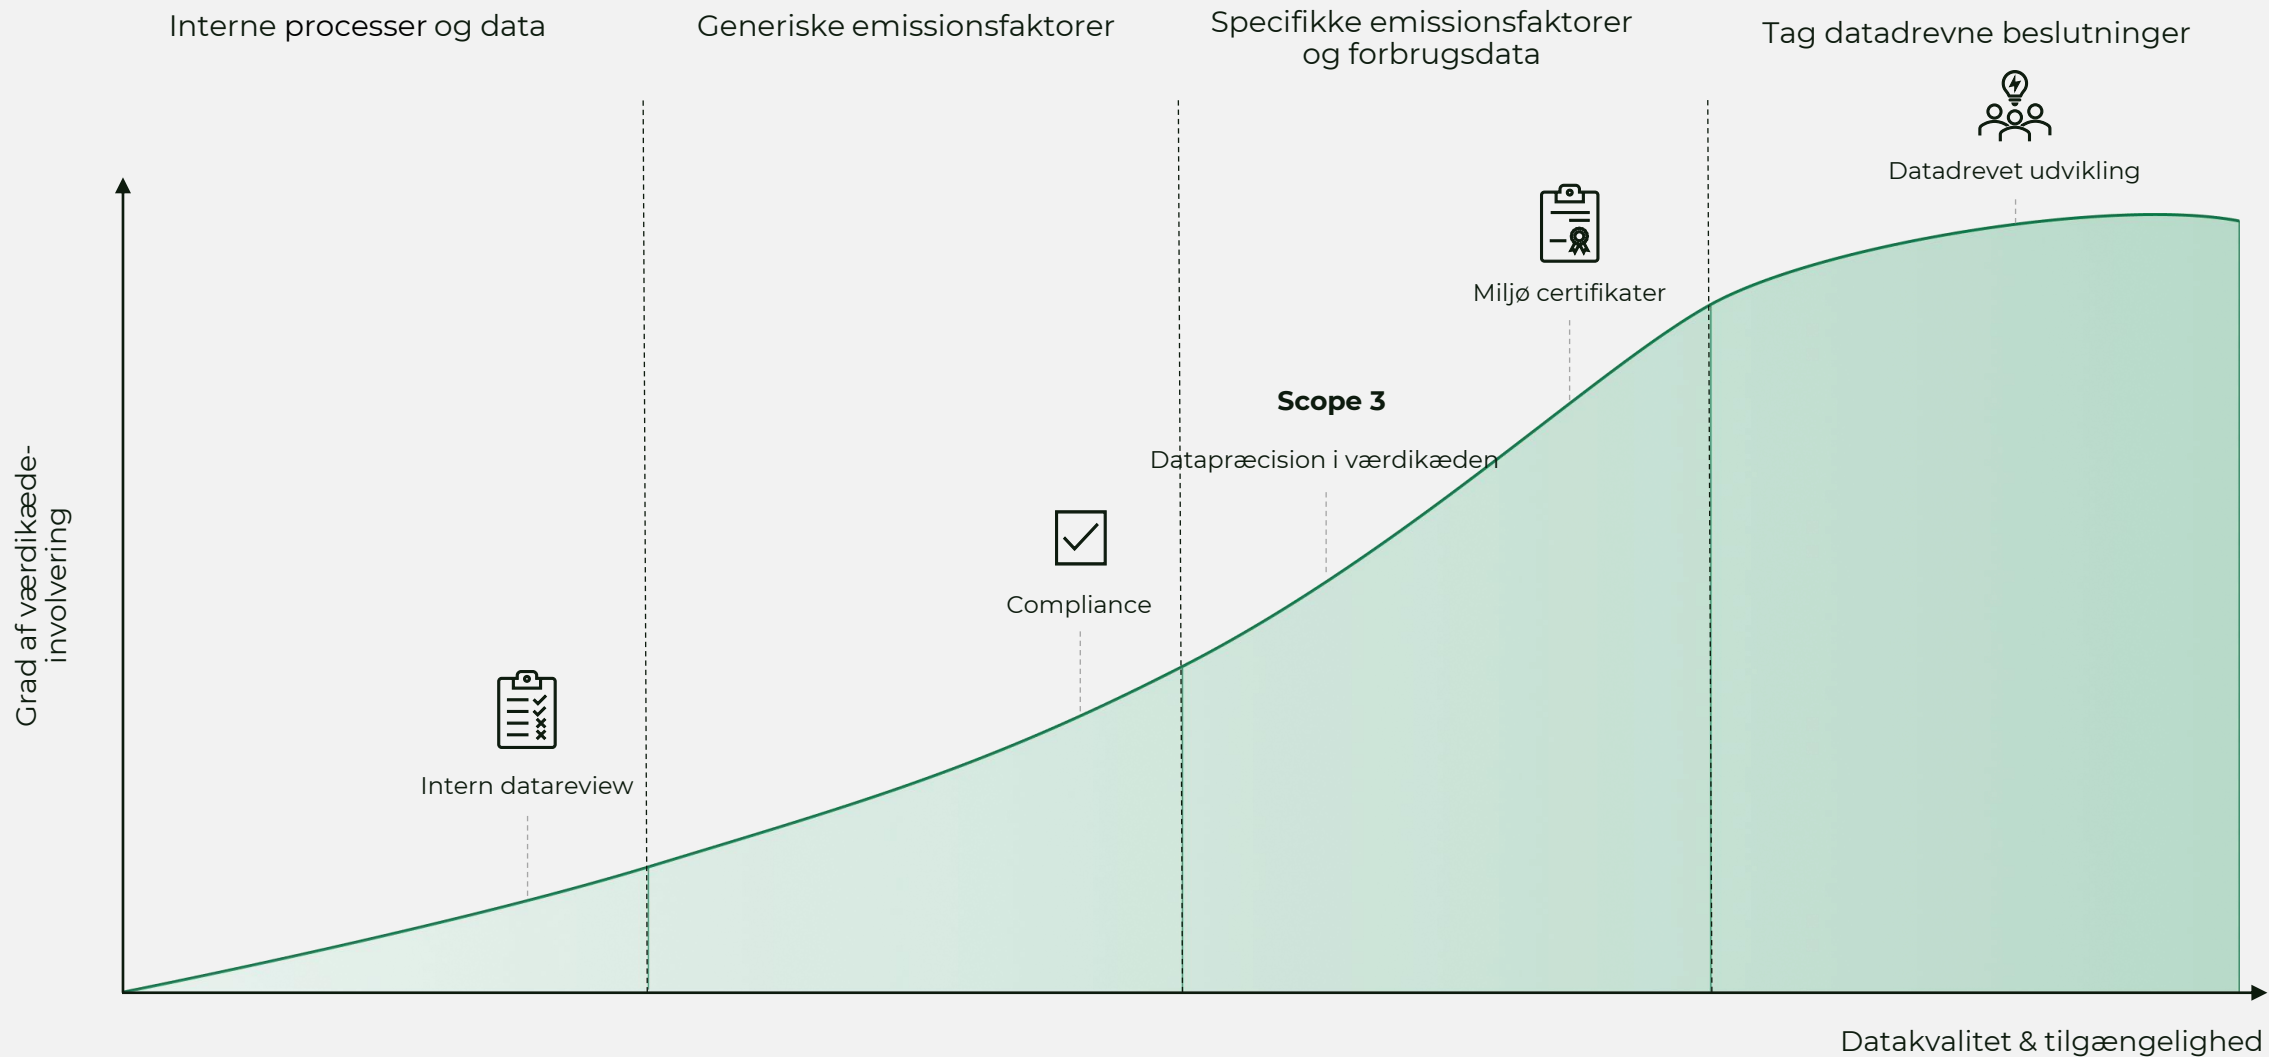 Interne processer og data
Generiske emissionsfaktorer
Specifikke emissionsfaktorer
og forbrugsdata
Tag datadrevne beslutninger
Datadrevet udvikling
Miljø certifikater
Scope 3
Datapræcision i værdikæden
Compliance
Intern datareview
Grad af værdikæde-
involvering
Datakvalitet & tilgængelighed